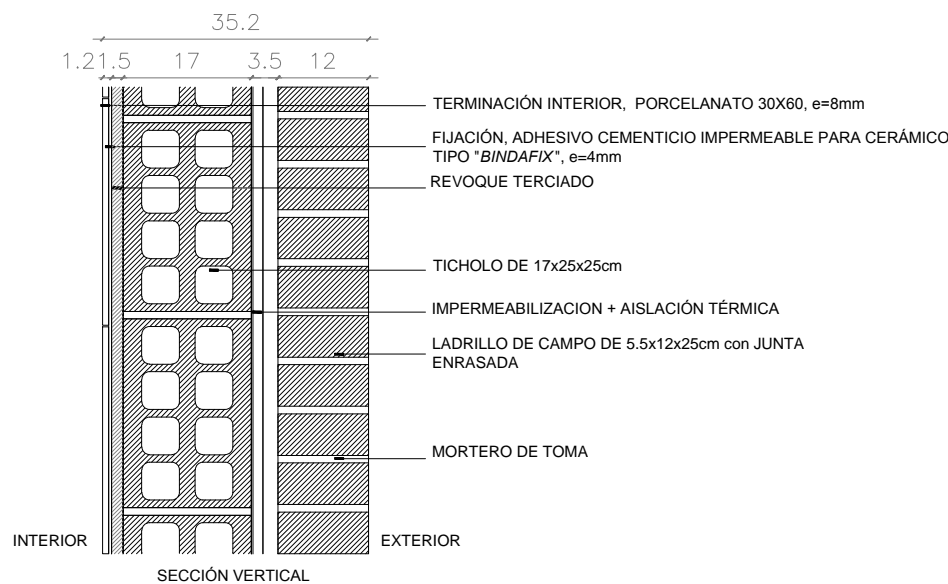 35.2
1.21.5 17 3.5 12
TERMINACIÓN INTERIOR, PORCELANATO 30X60, e=8mm
FIJACIÓN, ADHESIVO CEMENTICIO IMPERMEABLE PARA CERÁMICO
TIPO "BINDAFIX", e=4mm
REVOQUE TERCIADO
TICHOLO DE 17x25x25cm
IMPERMEABILIZACION + AISLACIÓN TÉRMICA
LADRILLO DE CAMPO DE 5.5x12x25cm con JUNTA
ENRASADA
MORTERO DE TOMA
INTERIOR
EXTERIOR
SECCIÓN VERTICAL